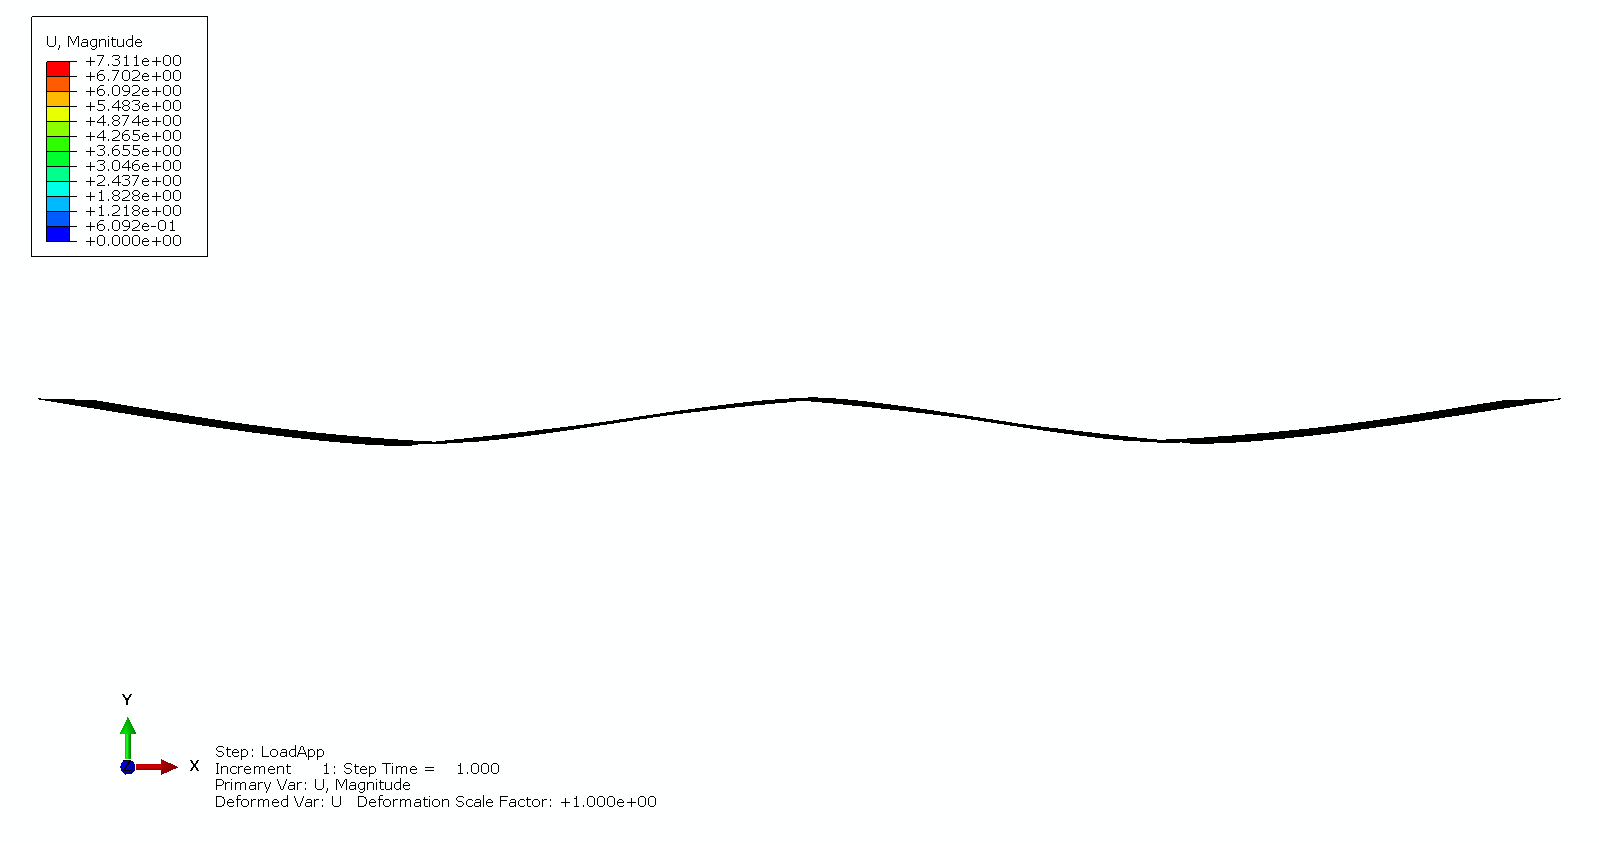 U, Magnitude
+7.311e+00
+6.702e+00
+6.092e+00
+5.483e+00
+4.874e+00
+4.265e+00
+3.655e+00
+3.046e+00
+2.437e+00
+1.828e+00
+1.218e+00
+6.092e-01
+0.000e+00
Y
X
Step: LoadApp
Increment 1: Step Time = 1.000
Primary Var: U, Magnitude
Deformed Var: U Deformation Scale Factor: +1.000e+00